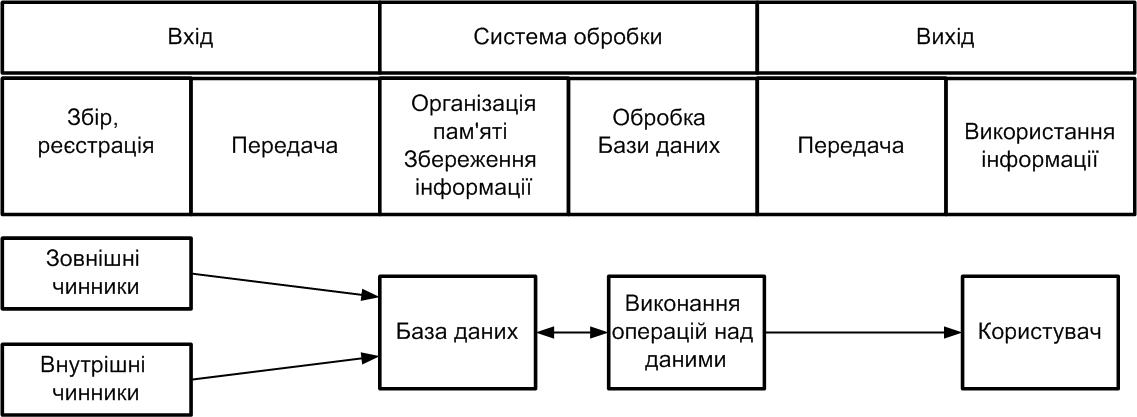 Вхід
Система обробки
Вихід
Збір,
реєстрація
Передача
Організація
пам'яті
Збереження
інформації
Обробка
Бази даних
Передача
Використання
інформації
Зовнішні
чинники
Внутрішні
чинники
База даних
Виконання
операцій над
даними
Користувач